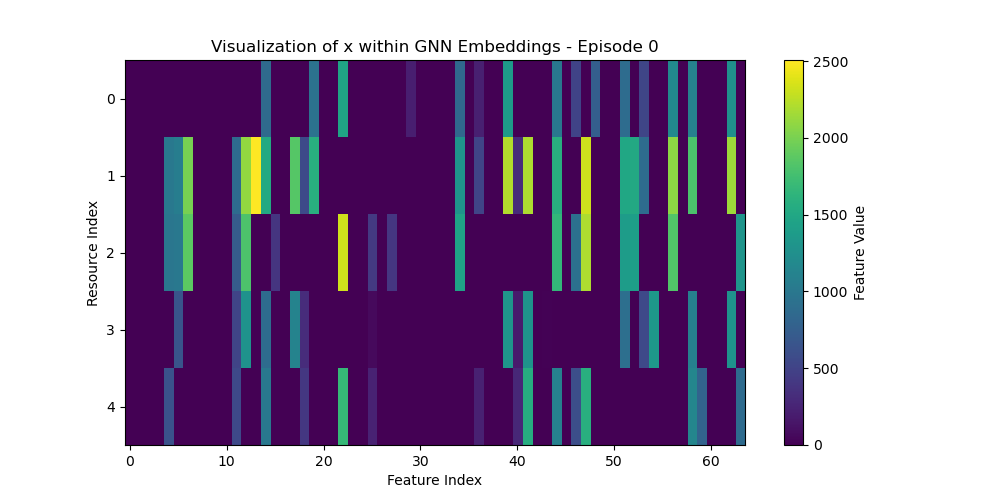 Visualization of x within GNN Embeddings - Episode 0
Resource Index
0
1
2
3
4
0 10 20 30 40 50 60
Feature Index
2500
2000
1500
1000
500
0
Feature Value